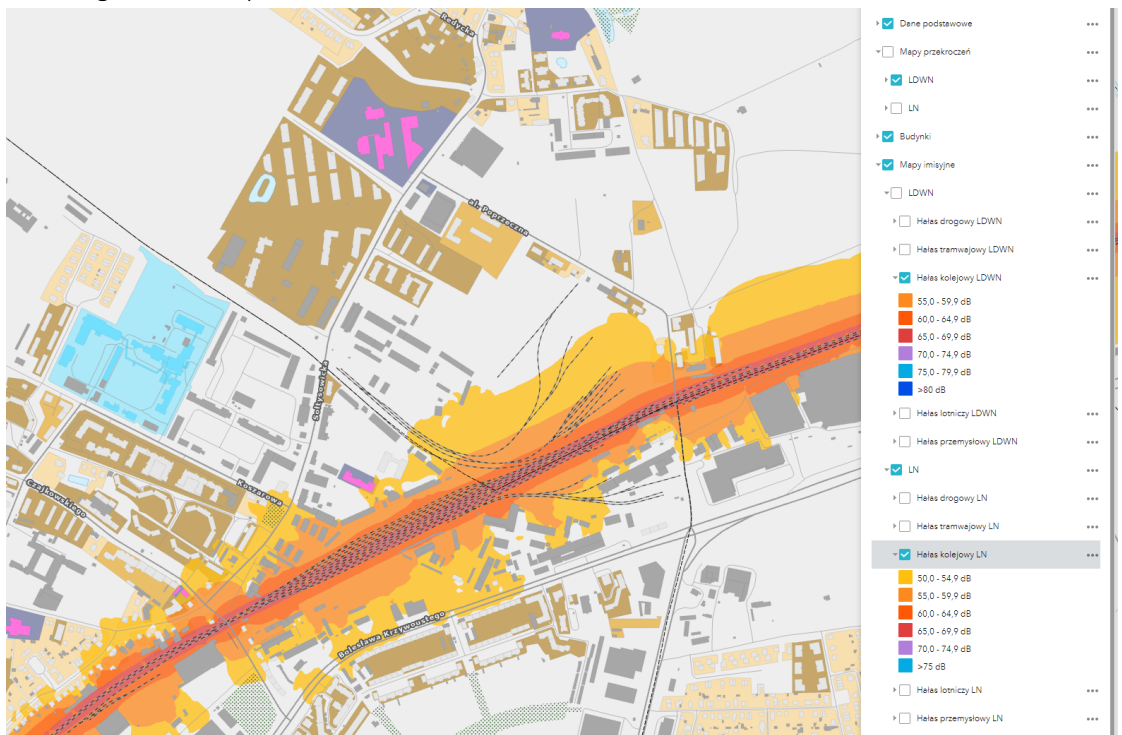 Redycka
al. Poprzeczna
Sołtysowicka
Koszarowa
Czajkowskiego
Bolesława Krzywoustego
Dane podstawowe
Mapy przekroczeń
LDWN
LN
Budynki
Mapy imisyjne
LDWN
Hałas drogowy LDWN
Hałas tramwajowy LDWN
Hałas kolejowy LDWN
55,0 - 59,9 dB
60,0 - 64,9 dB
65,0 - 69,9 dB
70,0 - 74,9 dB
75,0 - 79,9 dB
>80 dB
Hałas lotniczy LDWN
Hałas przemysłowy LDWN
LN
Hałas drogowy LN
Hałas tramwajowy LN
Hałas kolejowy LN
50,0 - 54,9 dB
55,0 - 59,9 dB
60,0 - 64,9 dB
65,0 - 69,9 dB
70,0 - 74,9 dB
>75 dB
Hałas lotniczy LN
Hałas przemysłowy LN